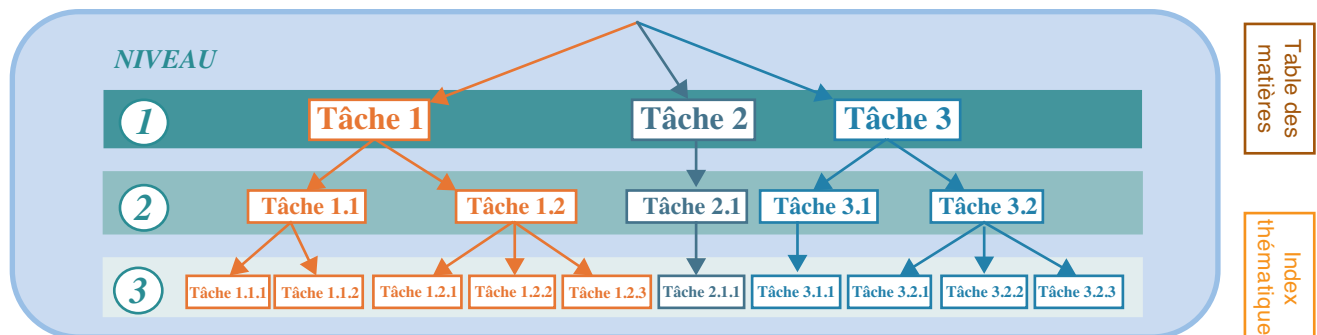 NIVEAU
1 Tâche 1 Tâche 2 Tâche 3
2 Tâche 1.1 Tâche 1.2 Tâche 2.1 Tâche 3.1 Tâche 3.2
3 Tâche 1.1.1 Tâche 1.1.2 Tâche 1.2.1 Tâche 1.2.2 Tâche 1.2.3 Tâche 2.1.1 Tâche 3.1.1 Tâche 3.2.1 Tâche 3.2.2 Tâche 3.2.3
Table des
matières
Index
thématique